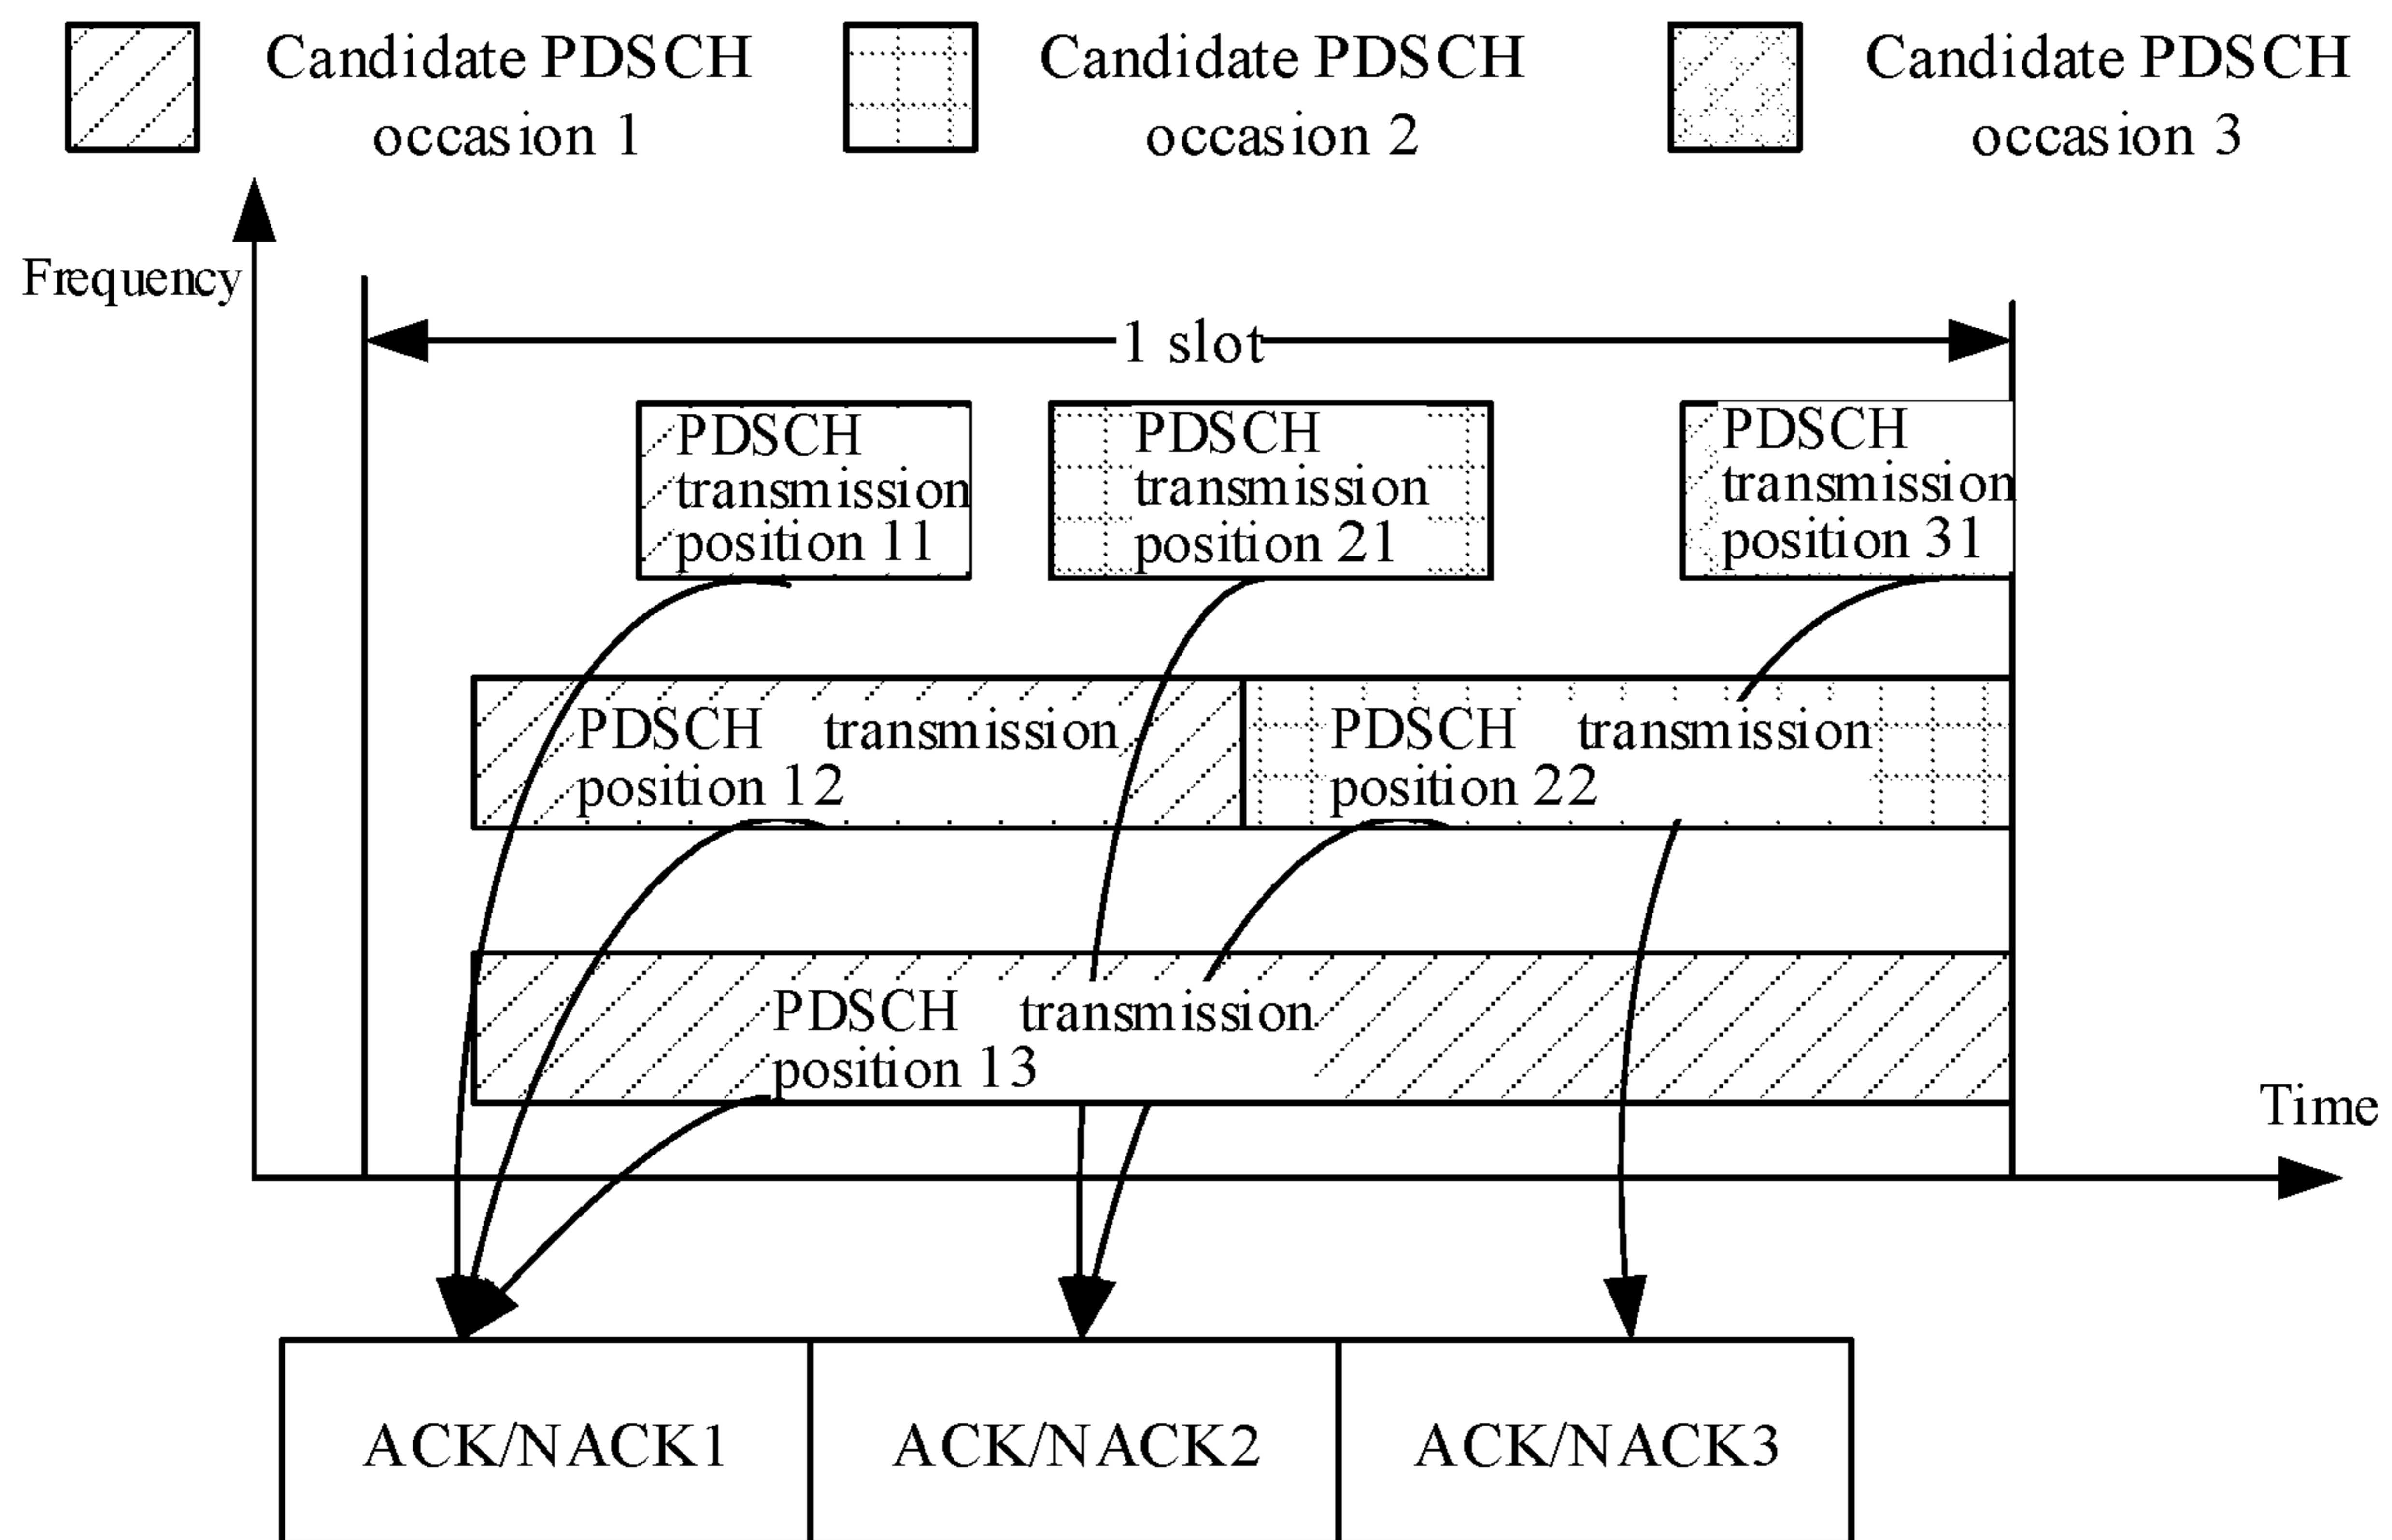 Candidate PDSCH
occasion 1
Candidate PDSCH
occasion 2
Candidate PDSCH
occasion 3
Frequency
1 slot
PDSCH
transmission
position 11
PDSCH
transmission
position 21
PDSCH
transmission
position 31
PDSCH transmission
position 12
PDSCH transmission
position 22
PDSCH transmission
position 13
Time
ACK/NACK1
ACK/NACK2
ACK/NACK3